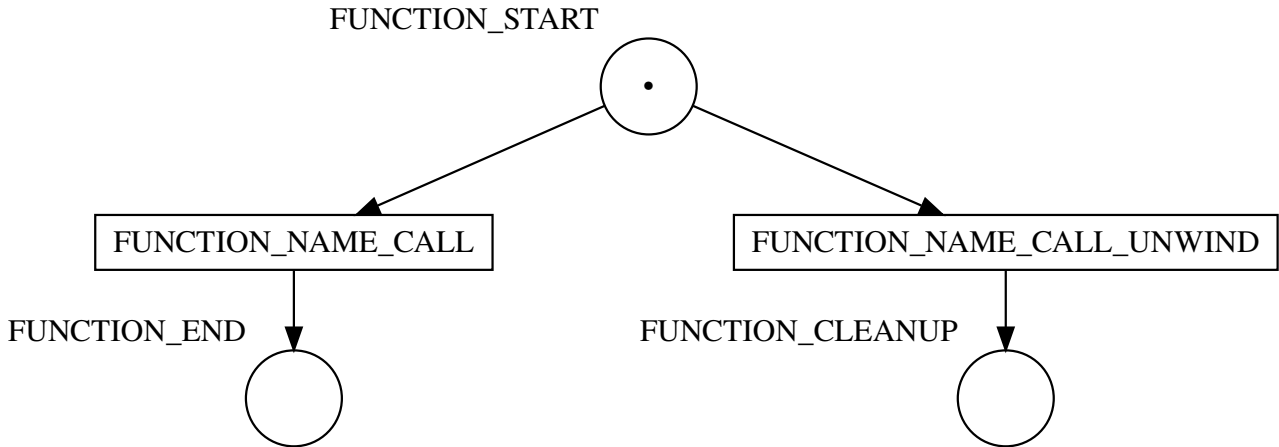 FUNCTION_START
FUNCTION_NAME_CALL
FUNCTION_NAME_CALL_UNWIND
FUNCTION_END
FUNCTION_CLEANUP